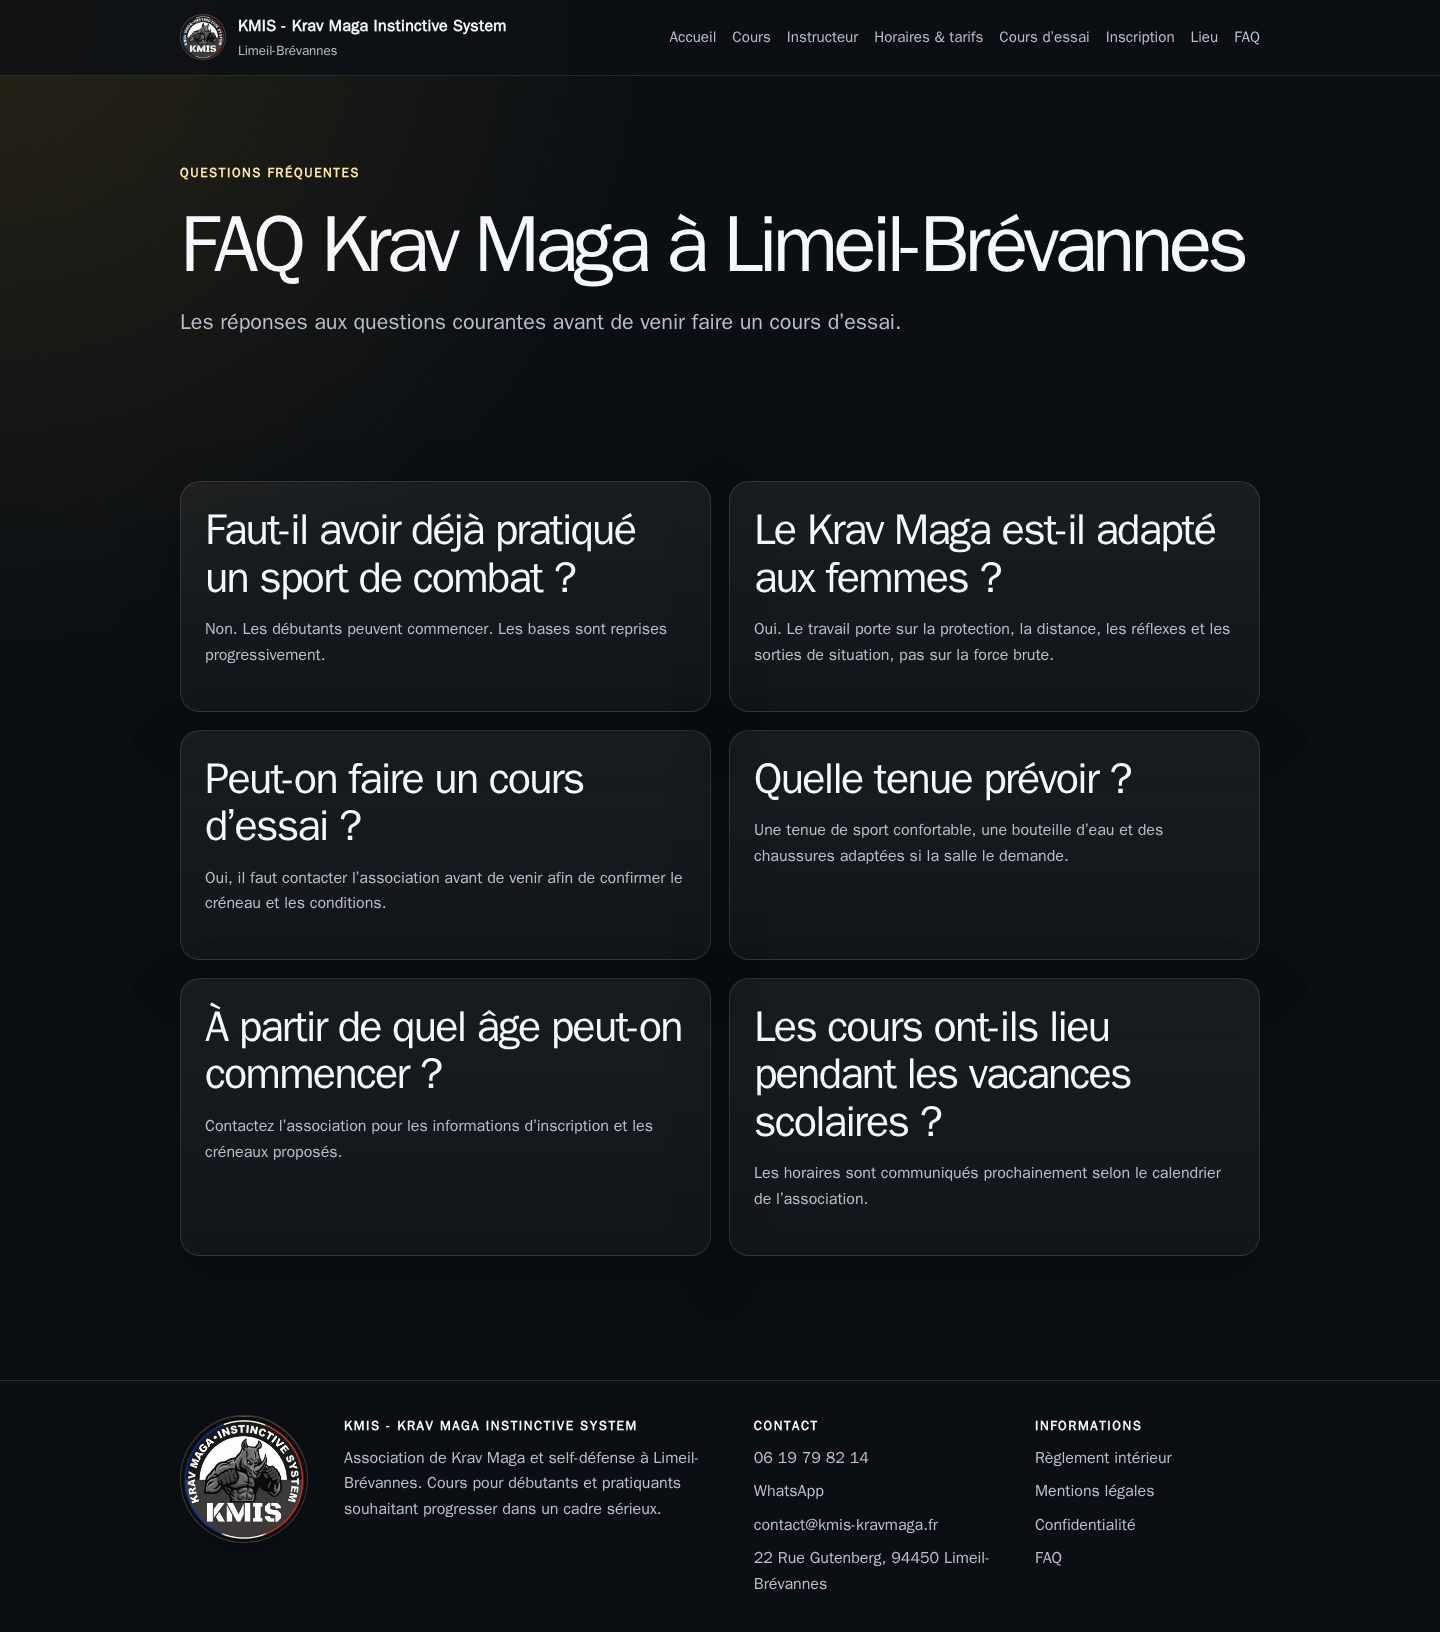 KMIS - Krav Maga Instinctive System
Limeil-Brévannes
Accueil Cours Instructeur Horaires & tarifs Cours d'essai Inscription Lieu FAQ
QUESTIONS FRÉQUENTES
FAQ Krav Maga à Limeil-Brévannes
Les réponses aux questions courantes avant de venir faire un cours d'essai.
Faut-il avoir déjà pratiqué
un sport de combat ?
Non. Les débutants peuvent commencer. Les bases sont reprises
progressivement.
Le Krav Maga est-il adapté
aux femmes ?
Oui. Le travail porte sur la protection, la distance, les réflexes et les
sorties de situation, pas sur la force brute.
Peut-on faire un cours
d'essai ?
Oui, il faut contacter l'association avant de venir afin de confirmer le
créneau et les conditions.
Quelle tenue prévoir ?
Une tenue de sport confortable, une bouteille d'eau et des
chaussures adaptées si la salle le demande.
À partir de quel âge peut-on
commencer ?
Contactez l'association pour les informations d'inscription et les
créneaux proposés.
Les cours ont-ils lieu
pendant les vacances
scolaires ?
Les horaires sont communiqués prochainement selon le calendrier
de l'association.
KRAV MAGA • INSTINCTIVE SYSTEM
KMIS
KMIS - KRAV MAGA INSTINCTIVE SYSTEM
Association de Krav Maga et self-défense à Limeil-
Brévannes. Cours pour débutants et pratiquants
souhaitant progresser dans un cadre sérieux.
CONTACT
06 19 79 82 14
WhatsApp
contact@kmis-kravmaga.fr
22 Rue Gutenberg, 94450 Limeil-
Brévannes
INFORMATIONS
Règlement intérieur
Mentions légales
Confidentialité
FAQ